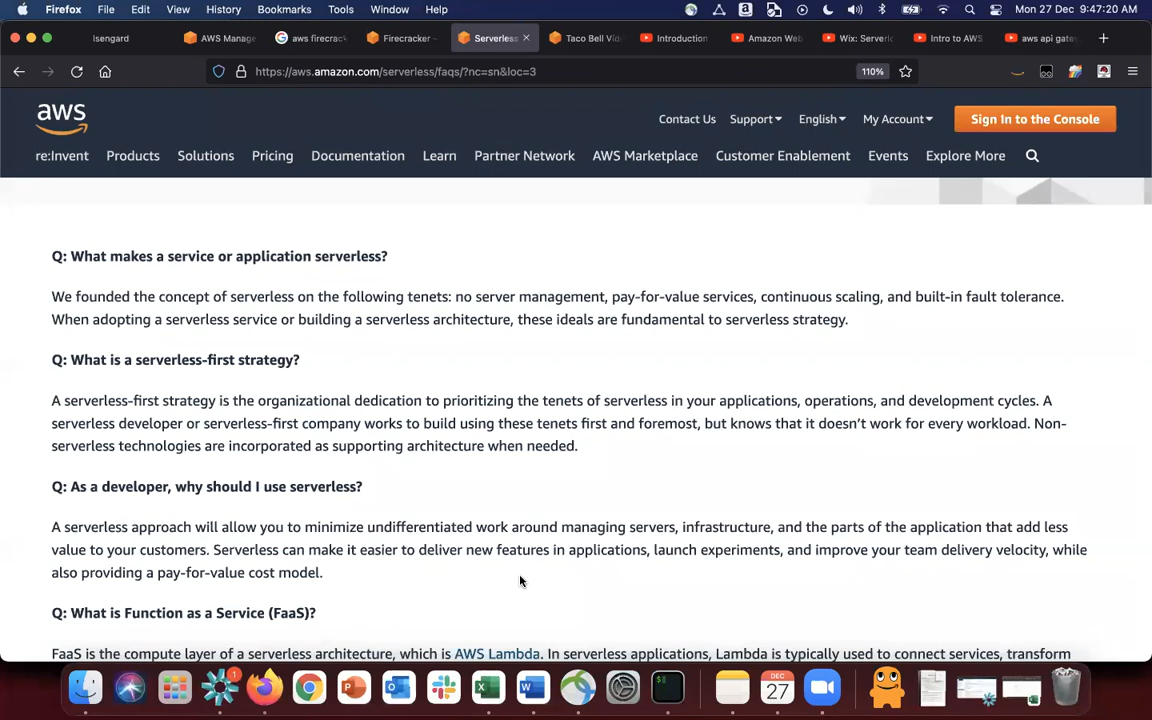 Firefox File Edit View History Bookmarks Tools Window Help Mon 27 Dec 9:47:20 AM
Isengard AWS Manage aws firecrac Firecracker – Serverless Taco Bell Vid Introduction Amazon Web Wix: Serverl Intro to AWS aws api gate
https://aws.amazon.com/serverless/faqs/?nc=sn&loc=3 110%
aws
Contact Us Support English My Account Sign In to the Console
re:Invent Products Solutions Pricing Documentation Learn Partner Network AWS Marketplace Customer Enablement Events Explore More
Q: What makes a service or application serverless?
We founded the concept of serverless on the following tenets: no server management, pay-for-value services, continuous scaling, and built-in fault tolerance.
When adopting a serverless service or building a serverless architecture, these ideals are fundamental to serverless strategy.
Q: What is a serverless-first strategy?
A serverless-first strategy is the organizational dedication to prioritizing the tenets of serverless in your applications, operations, and development cycles. A
serverless developer or serverless-first company works to build using these tenets first and foremost, but knows that it doesn't work for every workload. Non-
serverless technologies are incorporated as supporting architecture when needed.
Q: As a developer, why should I use serverless?
A serverless approach will allow you to minimize undifferentiated work around managing servers, infrastructure, and the parts of the application that add less
value to your customers. Serverless can make it easier to deliver new features in applications, launch experiments, and improve your team delivery velocity, while
also providing a pay-for-value cost model.
Q: What is Function as a Service (FaaS)?
FaaS is the compute layer of a serverless architecture, which is AWS Lambda. In serverless applications, Lambda is typically used to connect services, transform
1
DEC
27